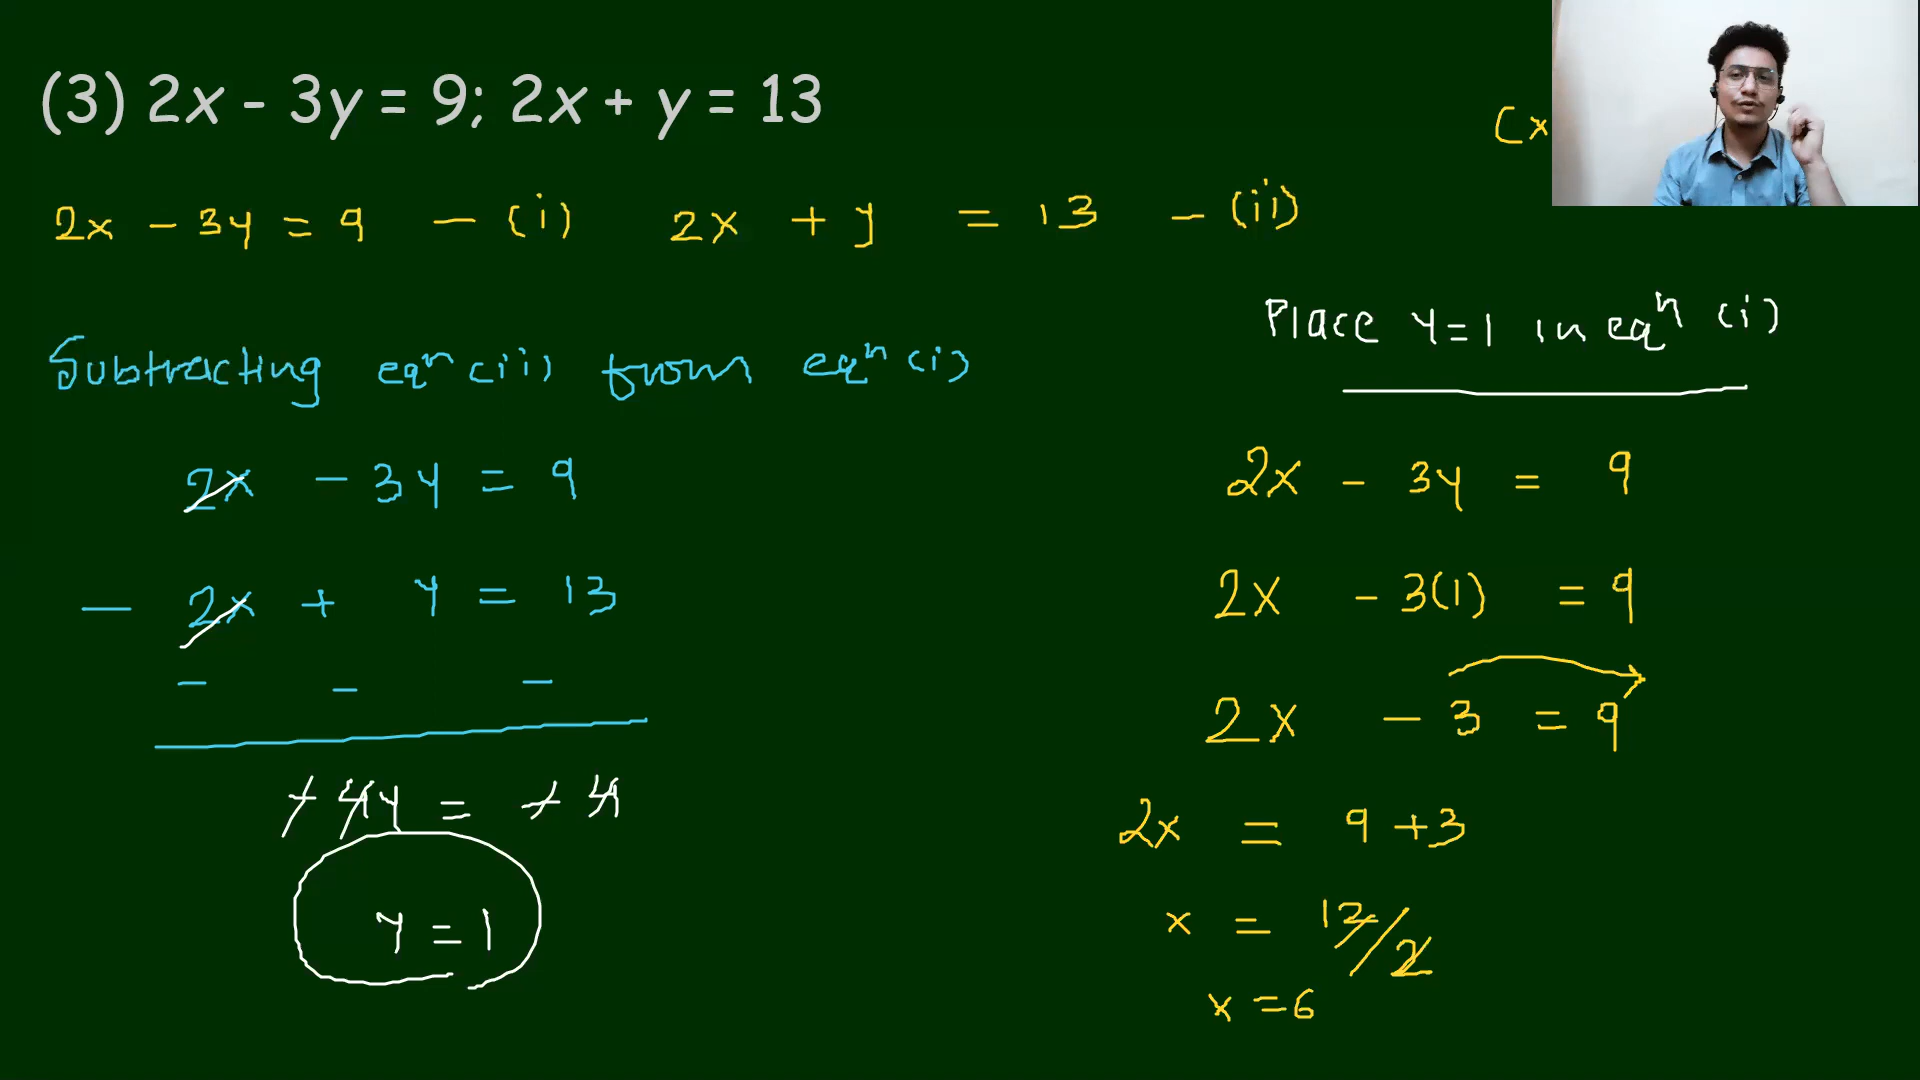 (3) 2x - 3y = 9; 2x + y = 13
(x
2x - 3y = 9 - (i) 2x + y = 13 - (ii)
Place y=1 in eqⁿ (i)
Subtracting eqⁿ (ii) from eqⁿ (i)
2x - 3y = 9
- 2x + y = 13
- - -
+ 4y = + 4
y = 1
2x - 3y = 9
2x - 3(1) = 9
2x - 3 = 9
2x = 9 + 3
x = 12/2
x = 6